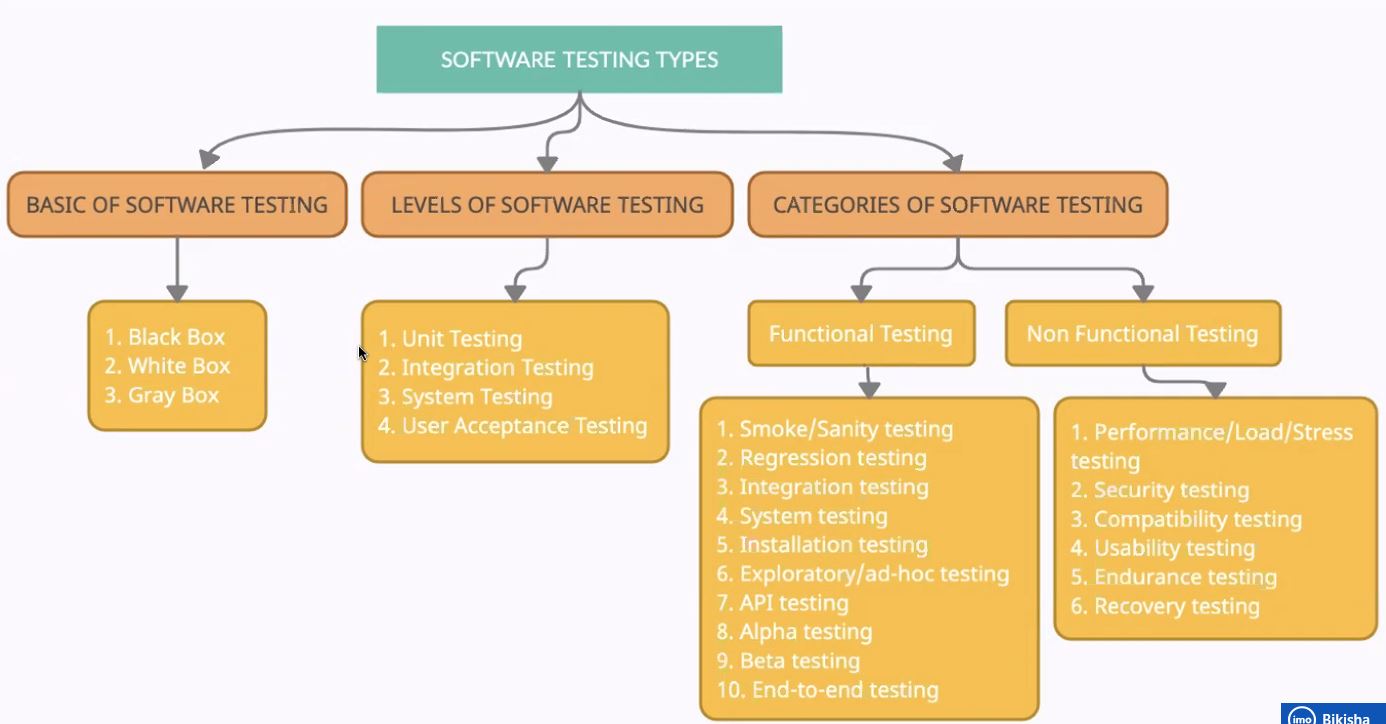 SOFTWARE TESTING TYPES
BASIC OF SOFTWARE TESTING
LEVELS OF SOFTWARE TESTING
CATEGORIES OF SOFTWARE TESTING
1. Black Box
2. White Box
3. Gray Box
1. Unit Testing
2. Integration Testing
3. System Testing
4. User Acceptance Testing
Functional Testing
Non Functional Testing
1. Smoke/Sanity testing
2. Regression testing
3. Integration testing
4. System testing
5. Installation testing
6. Exploratory/ad-hoc testing
7. API testing
8. Alpha testing
9. Beta testing
10. End-to-end testing
1. Performance/Load/Stress
testing
2. Security testing
3. Compatibility testing
4. Usability testing
5. Endurance testing
6. Recovery testing
imo Bikisha